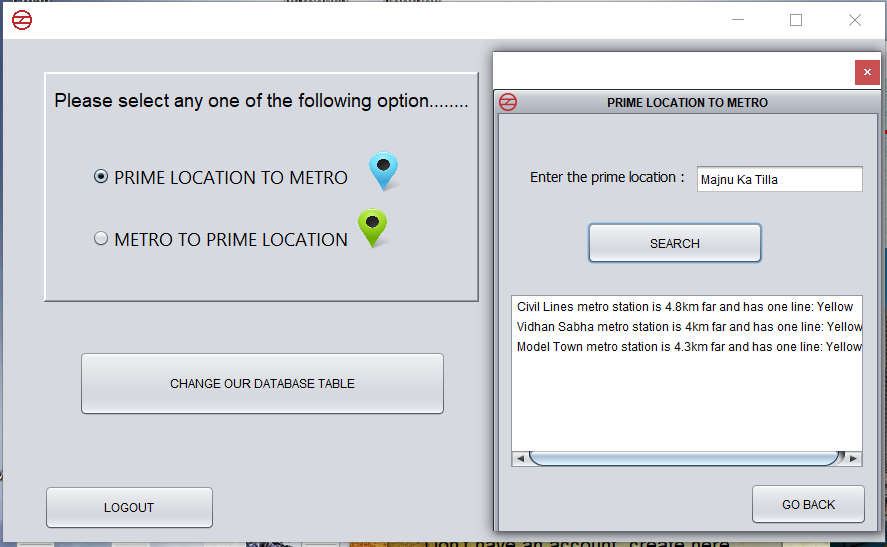 Please select any one of the following option........
PRIME LOCATION TO METRO
METRO TO PRIME LOCATION
CHANGE OUR DATABASE TABLE
LOGOUT
PRIME LOCATION TO METRO
Enter the prime location :
Majnu Ka Tilla
SEARCH
Civil Lines metro station is 4.8km far and has one line: Yellow
Vidhan Sabha metro station is 4km far and has one line: Yellow
Model Town metro station is 4.3km far and has one line: Yellow
GO BACK
Don't have an account, create here